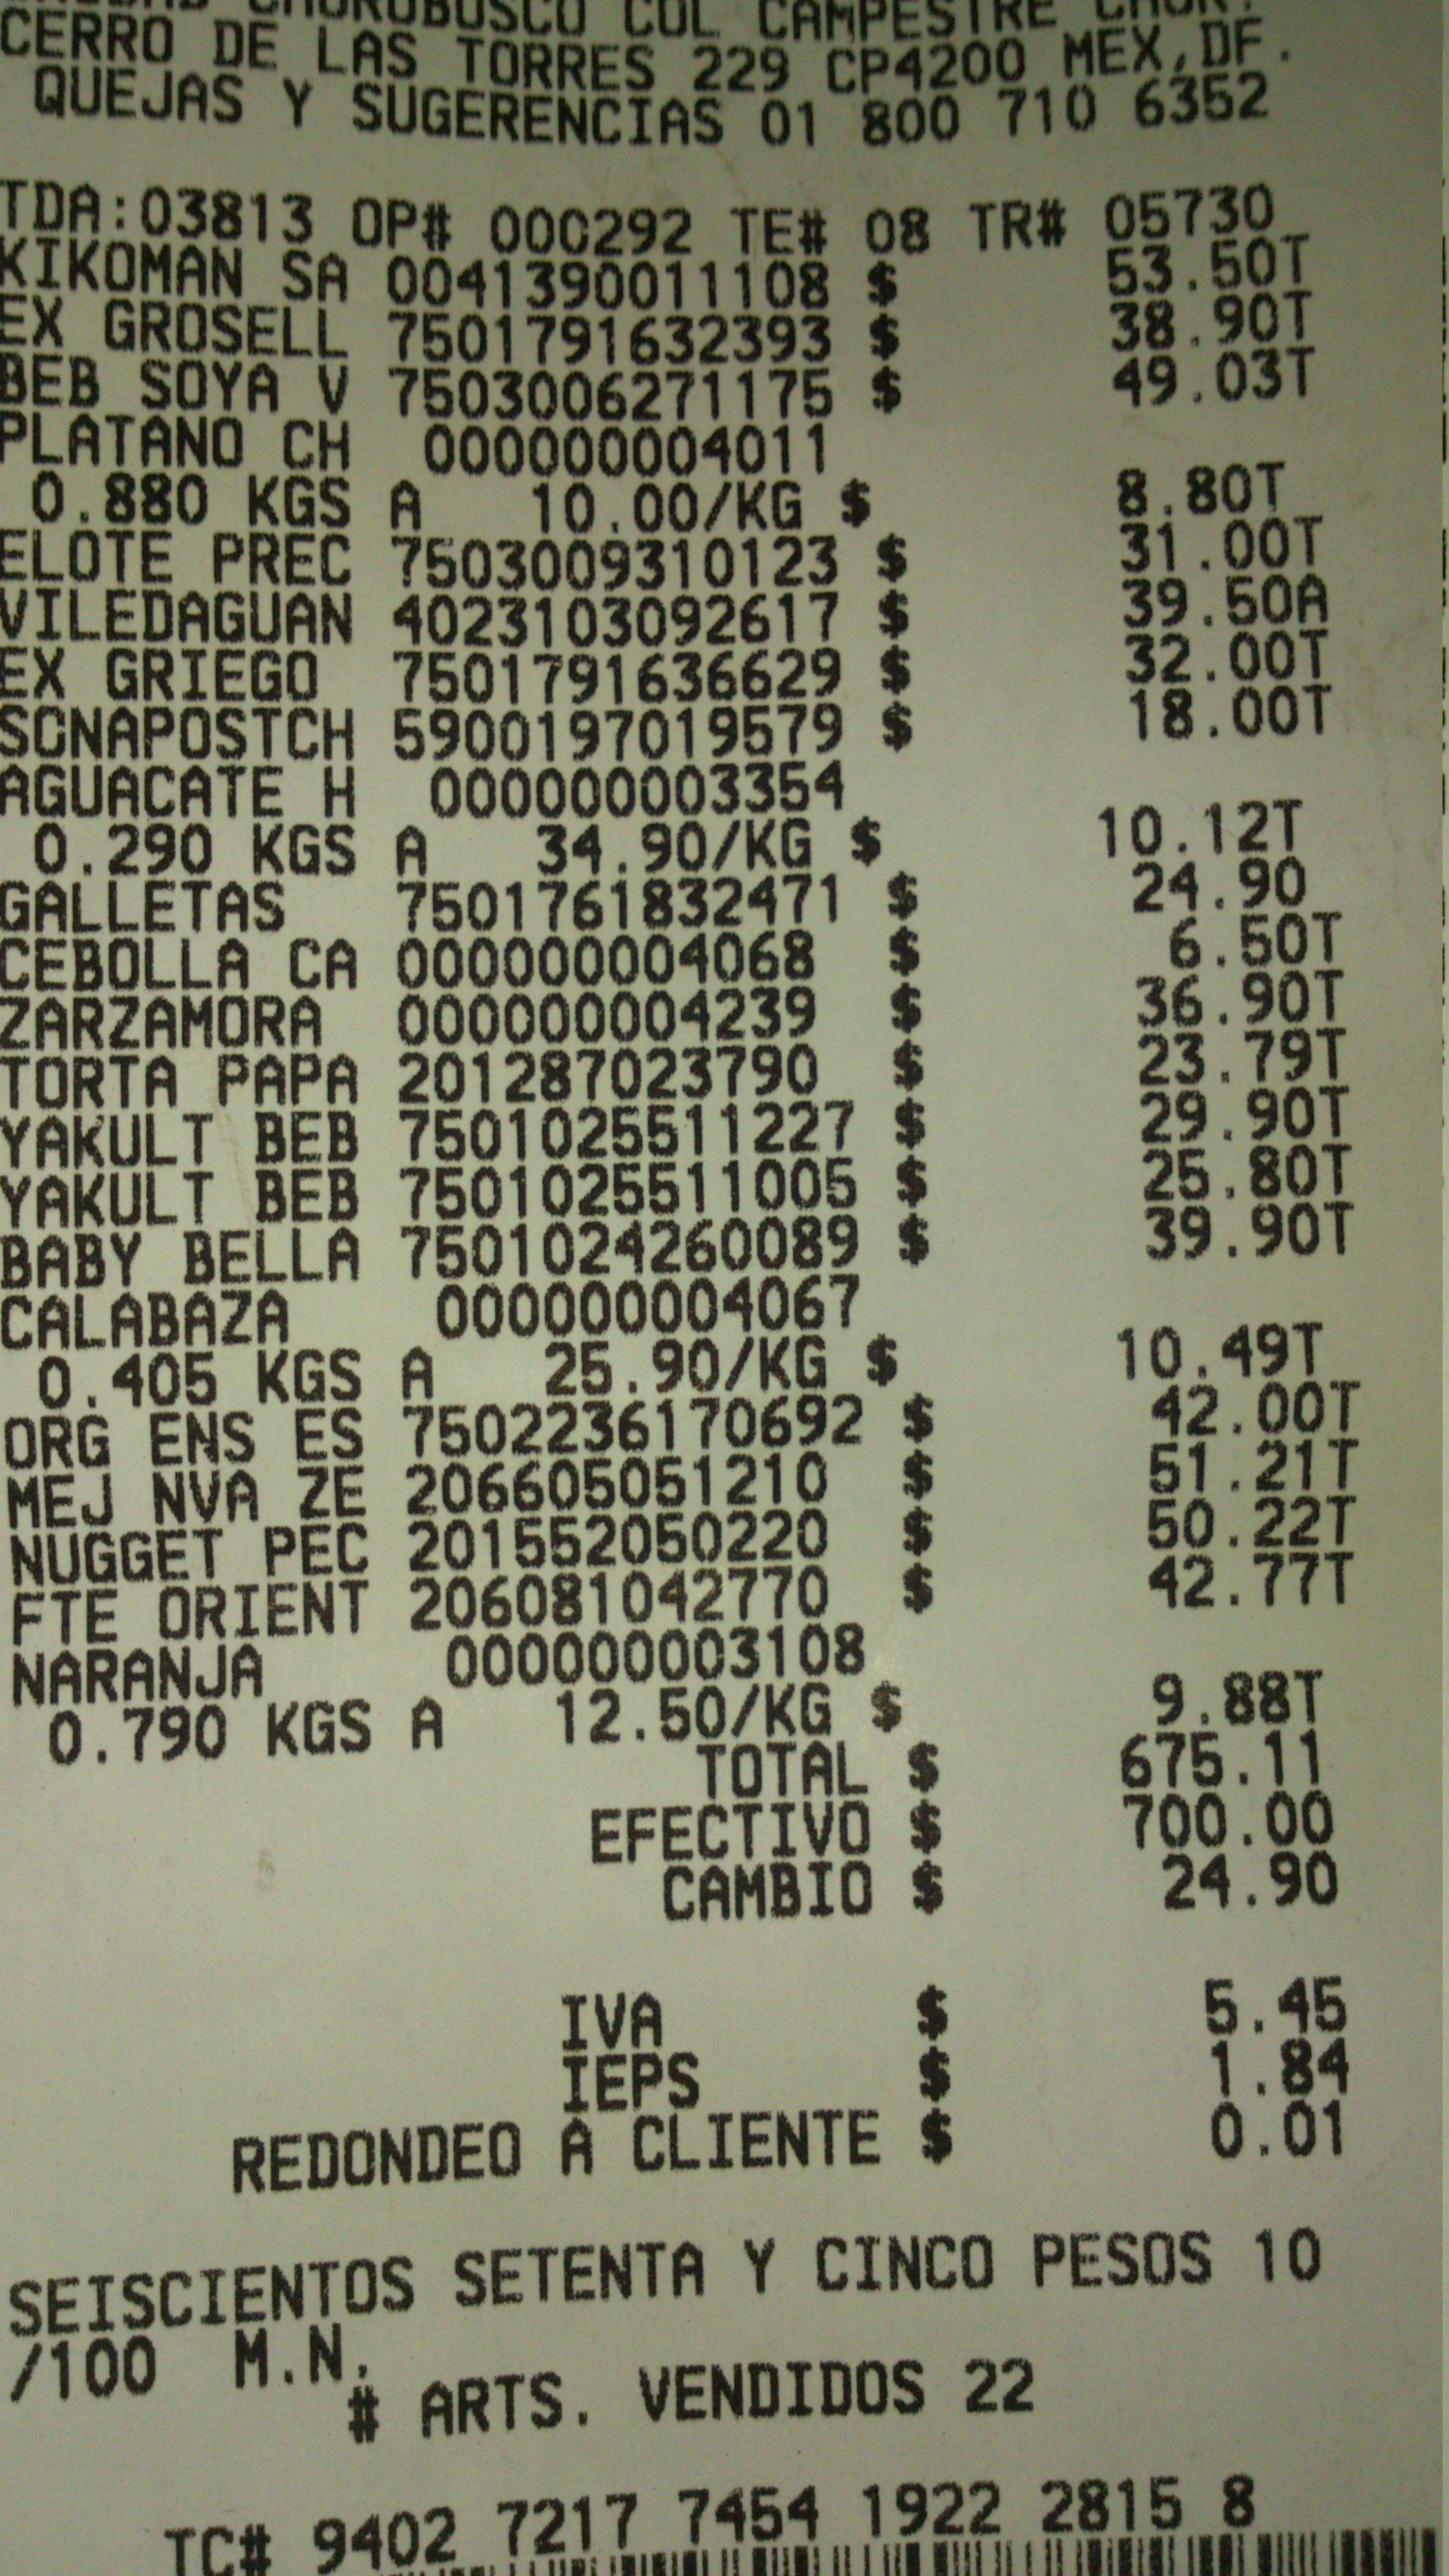 CHURUBUSCO COL CAMPESTRE CHUR.
CERRO DE LAS TORRES 229 CP4200 MEX,DF.
QUEJAS Y SUGERENCIAS 01 800 710 6352
TDA:03813 OP# 000292 TE# 08 TR# 05730
KIKOMAN SA 0041390011108 $ 53.50T
EX GROSELL 7501791632393 $ 38.90T
BEB SOYA V 7503006271175 $ 49.03T
PLATANO CH 000000004011
0.880 KGS A 10.00/KG $ 8.80T
ELOTE PREC 7503009310123 $ 31.00T
VILEDAGUAN 4023103092617 $ 39.50A
EX GRIEGO 7501791636629 $ 32.00T
SONAPOSTCH 5900197019579 $ 18.00T
AGUACATE H 000000003354
0.290 KGS A 34.90/KG $ 10.12T
GALLETAS 7501761832471 $ 24.90
CEBOLLA CA 000000004068 $ 6.50T
ZARZAMORA 000000004239 $ 36.90T
TORTA PAPA 201287023790 $ 23.79T
YAKULT BEB 7501025511227 $ 29.90T
YAKULT BEB 7501025511005 $ 25.80T
BABY BELLA 7501024260089 $ 39.90T
CALABAZA 000000004067
0.405 KGS A 25.90/KG $ 10.49T
ORG ENS ES 7502236170692 $ 42.00T
MEJ NVA ZE 206605051210 $ 51.21T
NUGGET PEC 201552050220 $ 50.22T
FTE ORIENT 206081042770 $ 42.77T
NARANJA 000000003108
0.790 KGS A 12.50/KG $ 9.88T
TOTAL $ 675.11
EFECTIVO $ 700.00
CAMBIO $ 24.90
IVA $ 5.45
IEPS $ 1.84
REDONDEO A CLIENTE $ 0.01
SEISCIENTOS SETENTA Y CINCO PESOS 10
/100 M.N.
# ARTS. VENDIDOS 22
TC# 9402 7217 7454 1922 2815 8